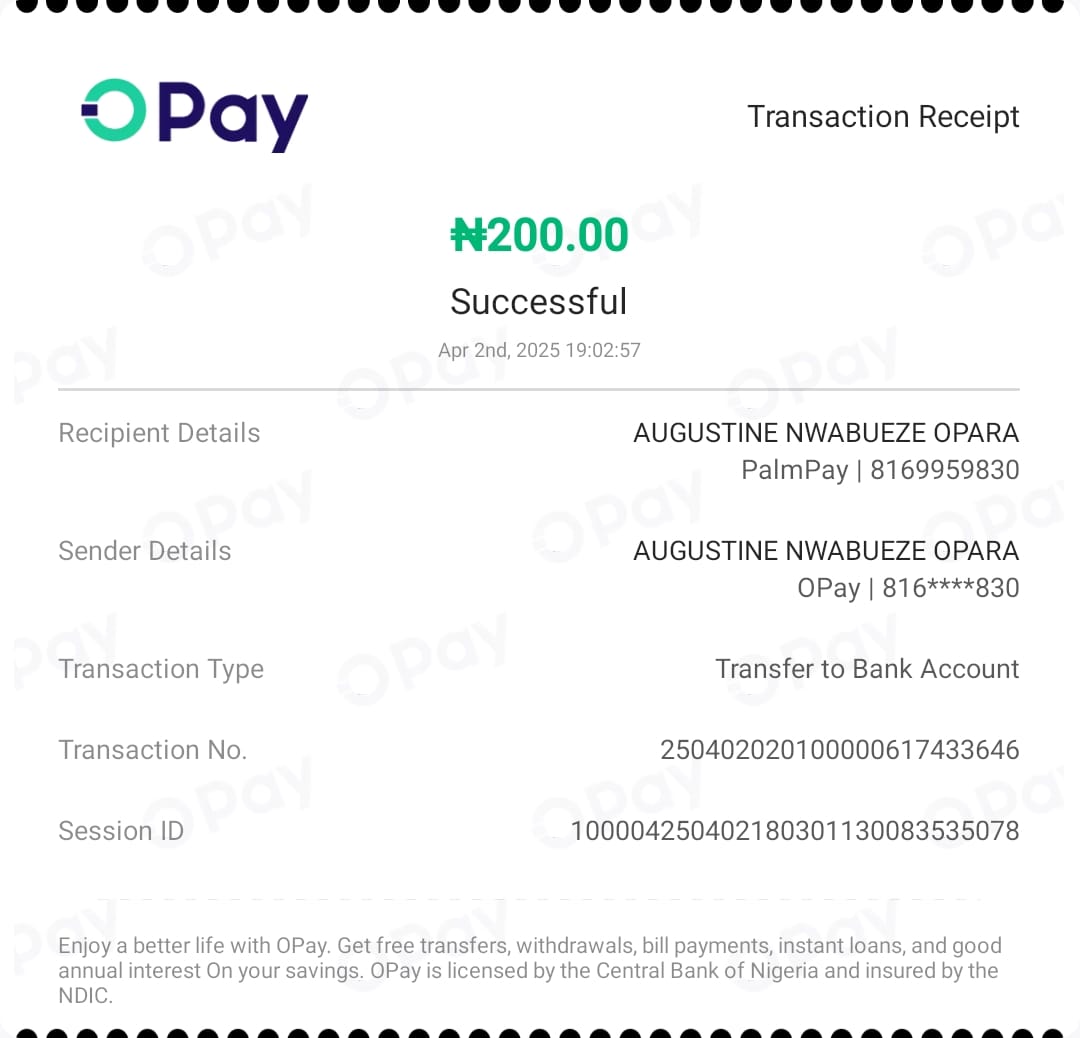 OPay
Transaction Receipt
₦200.00
Successful
Apr 2nd, 2025 19:02:57
Recipient Details
AUGUSTINE NWABUEZE OPARA
PalmPay | 8169959830
Sender Details
AUGUSTINE NWABUEZE OPARA
OPay | 816****830
Transaction Type
Transfer to Bank Account
Transaction No.
250402020100000617433646
Session ID
100004250402180301130083535078
Enjoy a better life with OPay. Get free transfers, withdrawals, bill payments, instant loans, and good
annual interest On your savings. OPay is licensed by the Central Bank of Nigeria and insured by the
NDIC.